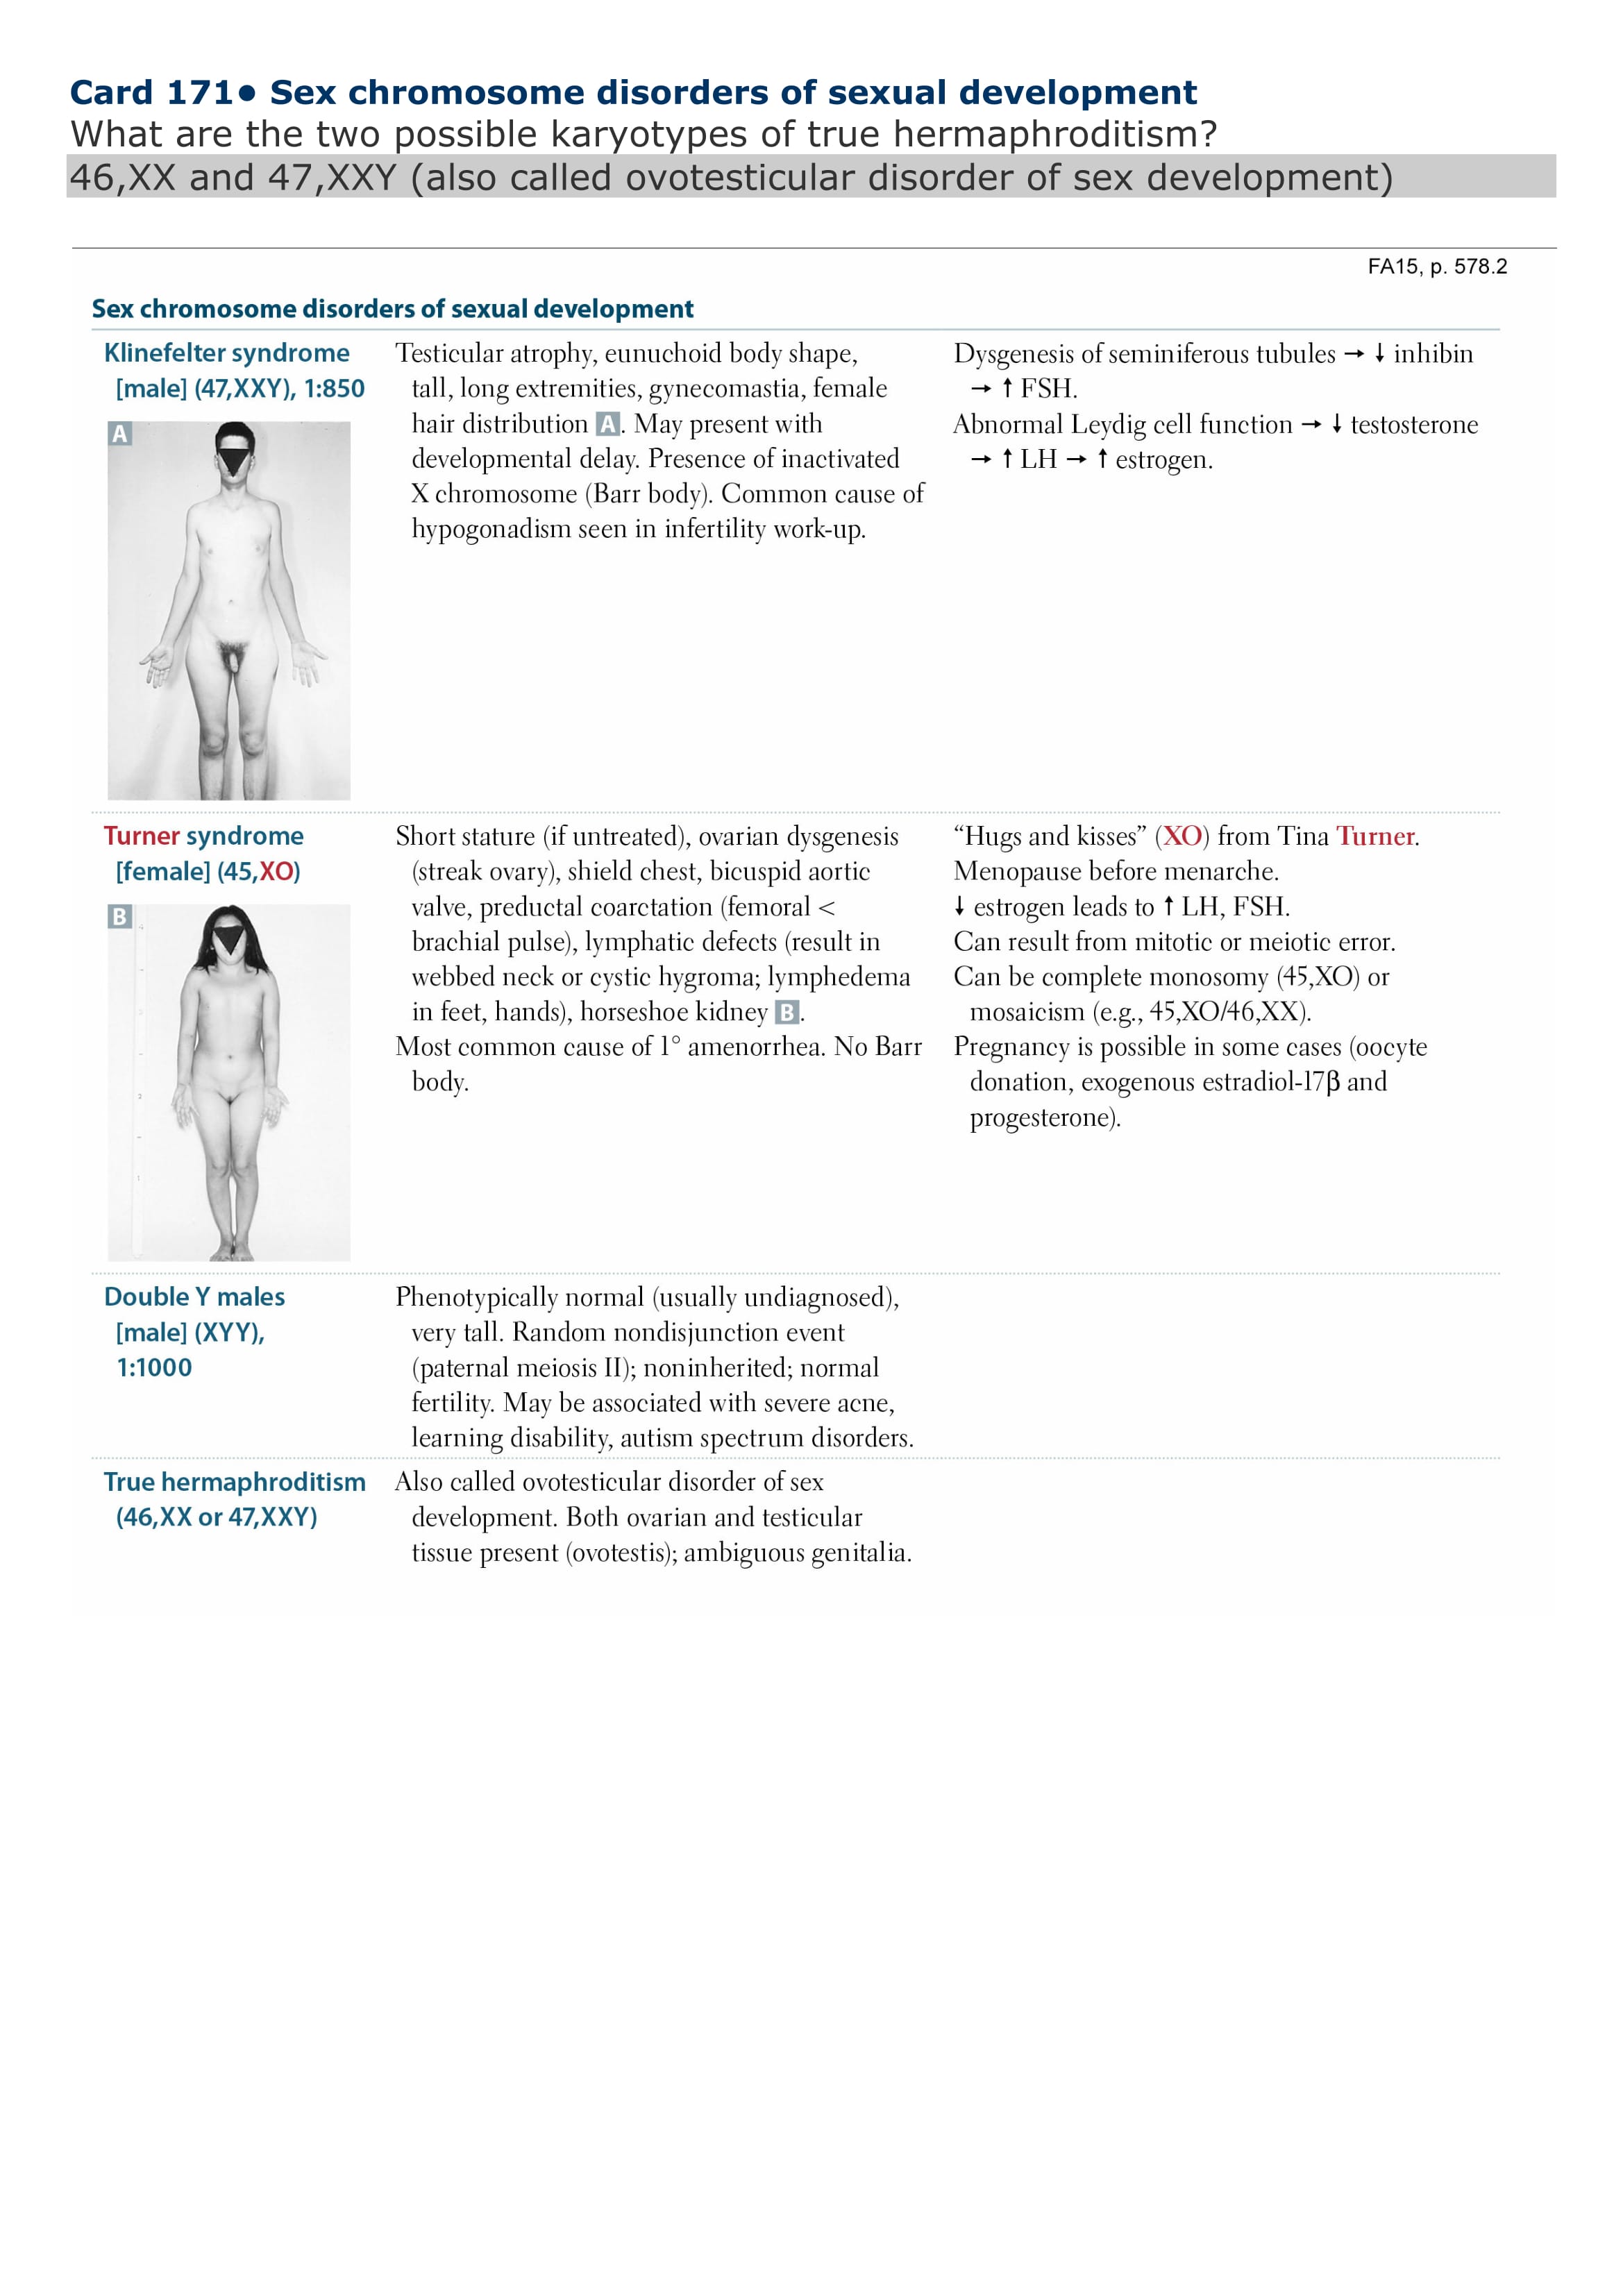 Card 171• Sex chromosome disorders of sexual development
What are the two possible karyotypes of true hermaphroditism?
46,XX and 47,XXY (also called ovotesticular disorder of sex development)
FA15, p. 578.2
Sex chromosome disorders of sexual development
Klinefelter syndrome
[male] (47,XXY), 1:850
A
Testicular atrophy, eunuchoid body shape,
tall, long extremities, gynecomastia, female
hair distribution A. May present with
developmental delay. Presence of inactivated
X chromosome (Barr body). Common cause of
hypogonadism seen in infertility work-up.
Dysgenesis of seminiferous tubules → ↓ inhibin
→ ↑ FSH.
Abnormal Leydig cell function → ↓ testosterone
→ ↑ LH → ↑ estrogen.
Turner syndrome
[female] (45,XO)
B
Short stature (if untreated), ovarian dysgenesis
(streak ovary), shield chest, bicuspid aortic
valve, preductal coarctation (femoral <
brachial pulse), lymphatic defects (result in
webbed neck or cystic hygroma; lymphedema
in feet, hands), horseshoe kidney B.
Most common cause of 1° amenorrhea. No Barr
body.
“Hugs and kisses” (XO) from Tina Turner.
Menopause before menarche.
↓ estrogen leads to ↑ LH, FSH.
Can result from mitotic or meiotic error.
Can be complete monosomy (45,XO) or
mosaicism (e.g., 45,XO/46,XX).
Pregnancy is possible in some cases (oocyte
donation, exogenous estradiol-17β and
progesterone).
Double Y males
[male] (XYY),
1:1000
Phenotypically normal (usually undiagnosed),
very tall. Random nondisjunction event
(paternal meiosis II); noninherited; normal
fertility. May be associated with severe acne,
learning disability, autism spectrum disorders.
True hermaphroditism
(46,XX or 47,XXY)
Also called ovotesticular disorder of sex
development. Both ovarian and testicular
tissue present (ovotestis); ambiguous genitalia.